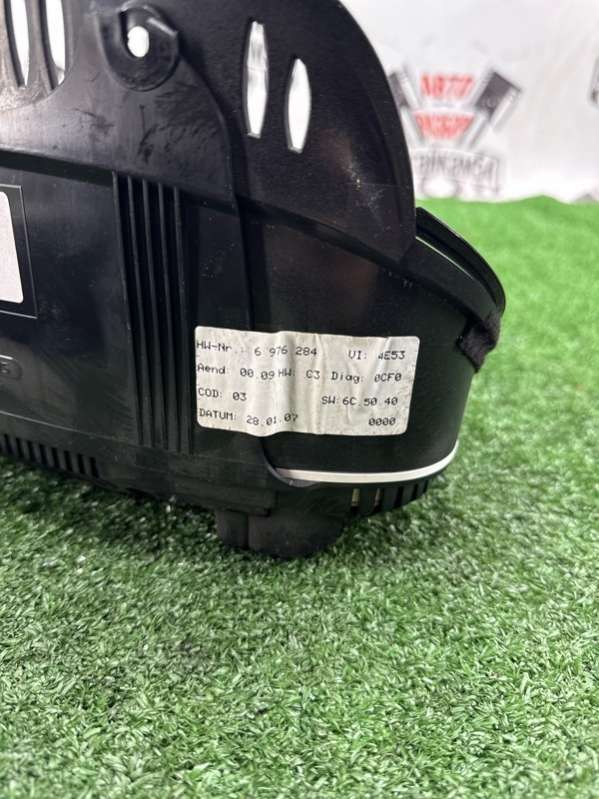 АВТО
HW-Nr.: 6 976 284 VI: 4E53
Aend: 00.09 HW: C3 Diag: 0CF0
COD: 03 SW:6C.50.40
DATUM: 28.01.07 0000